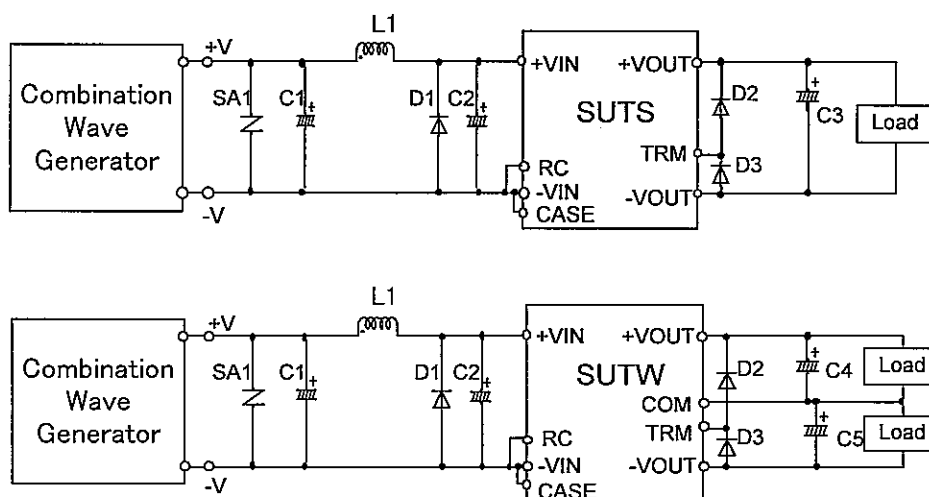 L1
+V
+VIN
+VOUT
Combination
Wave
Generator
SA1
C1
+
D1
C2
+
SUTS
D2
+
C3
Load
TRM
D3
RC
-VIN
-VOUT
-V
CASE
L1
+V
+VIN
+VOUT
Combination
Wave
Generator
SA1
C1
+
D1
C2
+
SUTW
D2
+
C4
Load
COM
TRM
D3
+
C5
Load
RC
-VIN
-VOUT
-V
CASE